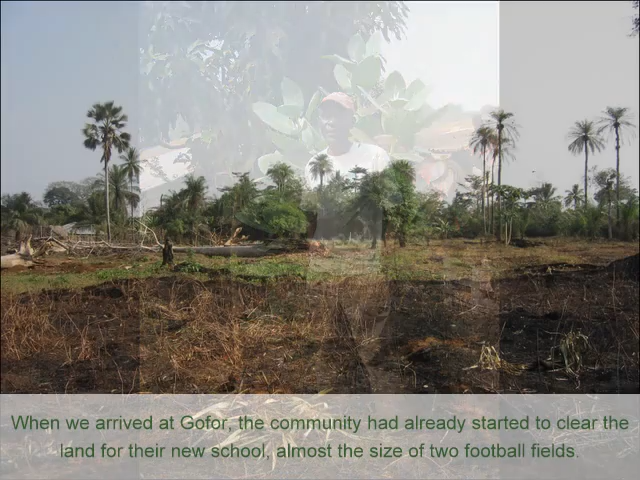 When we arrived at Gofor, the community had already started to clear the
land for their new school, almost the size of two football fields.